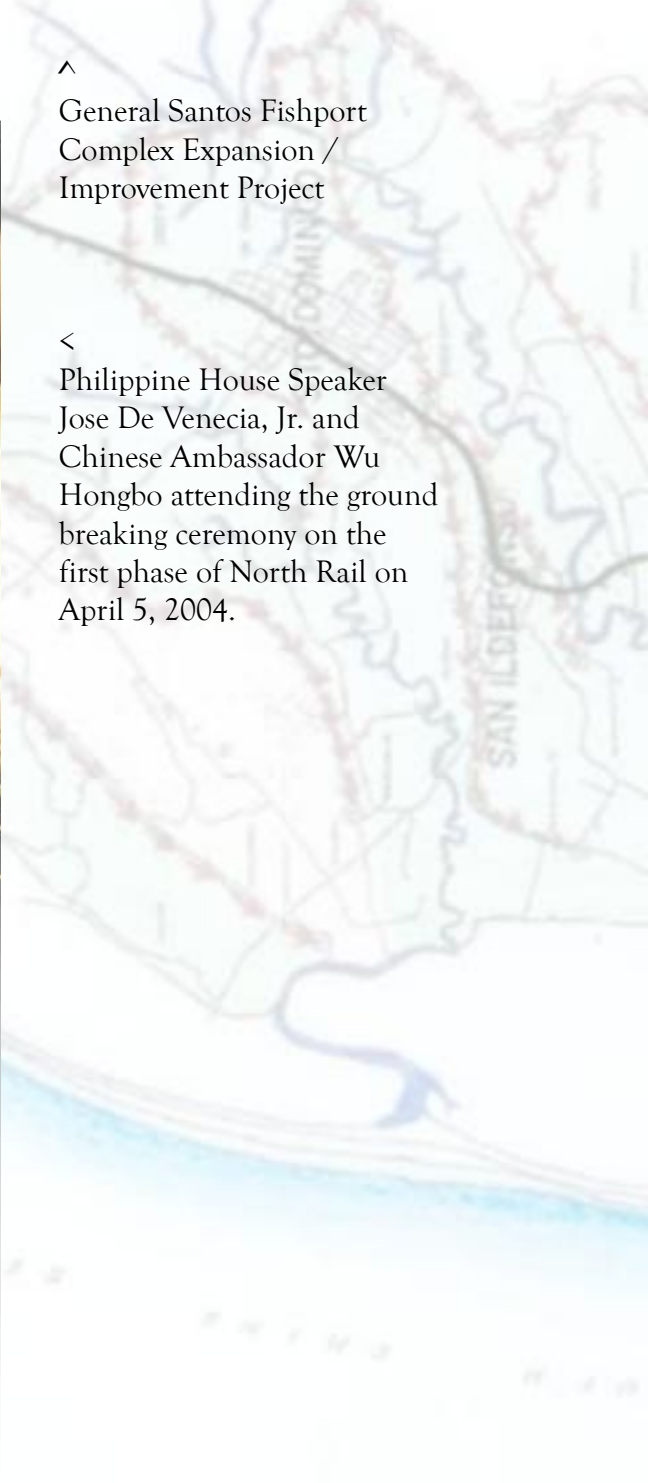 ^
General Santos Fishport
Complex Expansion /
Improvement Project
<
Philippine House Speaker
Jose De Venecia, Jr. and
Chinese Ambassador Wu
Hongbo attending the ground
breaking ceremony on the
first phase of North Rail on
April 5, 2004.
DOMINGO
SAN ILDEFONSO